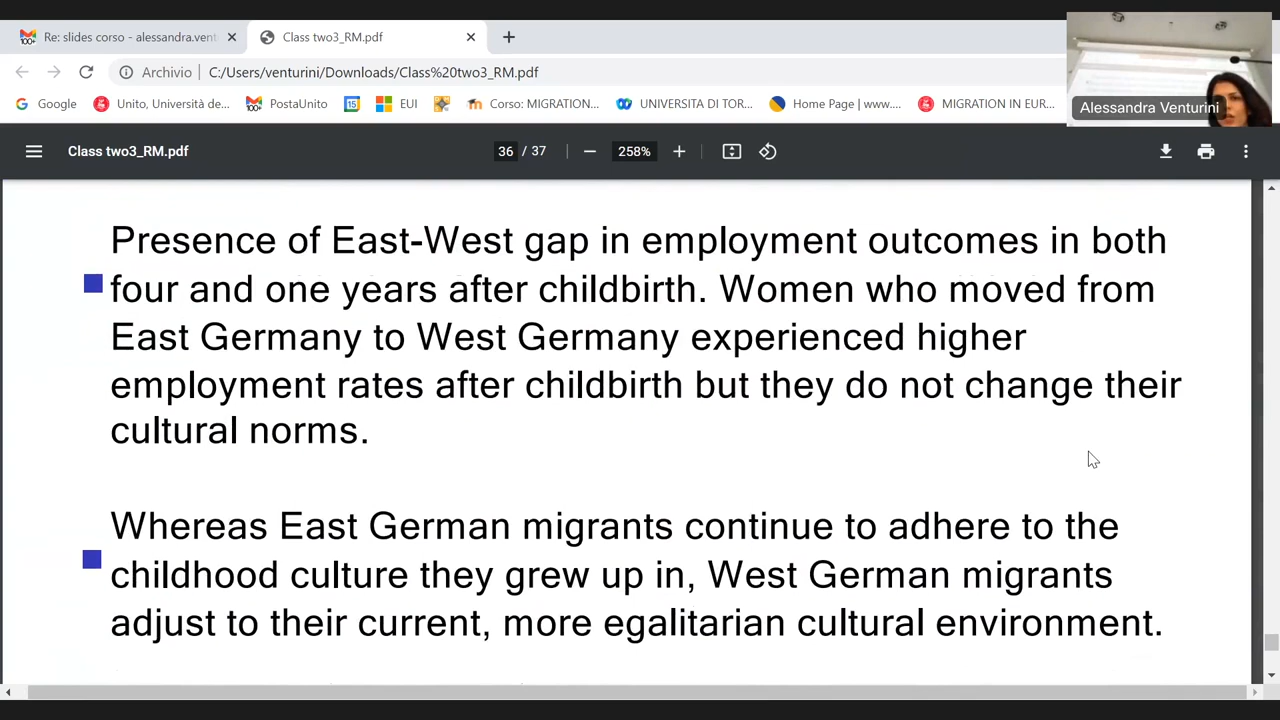 Re: slides corso - alessandra.vent
Class two3_RM.pdf
Archivio
C:/Users/venturini/Downloads/Class%20two3_RM.pdf
Google
Unito, Università de...
PostaUnito
EUI
Corso: MIGRATION...
UNIVERSITA DI TOR...
Home Page | www....
MIGRATION IN EUR...
Alessandra Venturini
Class two3_RM.pdf
36 / 37
258%
Presence of East-West gap in employment outcomes in both
four and one years after childbirth. Women who moved from
East Germany to West Germany experienced higher
employment rates after childbirth but they do not change their
cultural norms.
Whereas East German migrants continue to adhere to the
childhood culture they grew up in, West German migrants
adjust to their current, more egalitarian cultural environment.